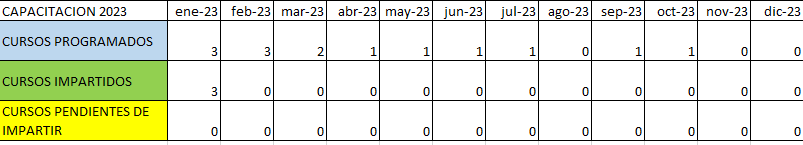 CAPACITACION 2023 ene-23 feb-23 mar-23 abr-23 may-23 jun-23 jul-23 ago-23 sep-23 oct-23 nov-23 dic-23
CURSOS PROGRAMADOS 3 3 2 1 1 1 1 0 1 1 0 0
CURSOS IMPARTIDOS 3 0 0 0 0 0 0 0 0 0 0 0
CURSOS PENDIENTES DE
IMPARTIR 0 0 0 0 0 0 0 0 0 0 0 0